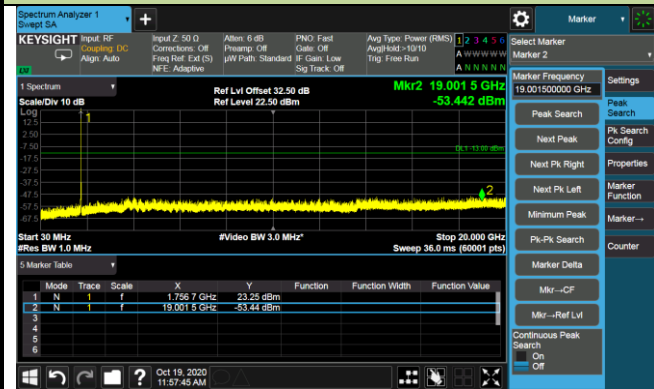 Spectrum Analyzer 1
Swept SA
+
Marker
KEYSIGHT Input: RF
Coupling: DC
Align: Auto
Input Z: 50 Ω
Corrections: Off
Freq Ref: Ext (S)
NFE: Adaptive
Atten: 6 dB
Preamp: Off
µW Path: Standard
PNO: Fast
Gate: Off
IF Gain: Low
Sig Track: Off
Avg Type: Power (RMS)
Avg|Hold:>10/10
Trig: Free Run
1 2 3 4 5 6
A W W W W W
A N N N N N
Select Marker
Marker 2
1 Spectrum
Scale/Div 10 dB
Ref Lvl Offset 32.50 dB
Ref Level 22.50 dBm
Mkr2 19.001 5 GHz
-53.442 dBm
Log
12.5
2.50
-7.50
-17.5
-27.5
-37.5
-47.5
-57.5
-67.5
1
DL1 -13.00 dBm
2
Start 30 MHz
#Res BW 1.0 MHz
#Video BW 3.0 MHz*
Stop 20.000 GHz
Sweep 36.0 ms (60001 pts)
5 Marker Table
Mode Trace Scale X Y Function Function Width Function Value
1 N 1 f 1.756 7 GHz 23.25 dBm
2 N 1 f 19.001 5 GHz -53.44 dBm
3
4
5
6
Marker Frequency
19.001500000 GHz
Peak Search
Next Peak
Next Pk Right
Next Pk Left
Minimum Peak
Pk-Pk Search
Marker Delta
Mkr→CF
Mkr→Ref Lvl
Continuous Peak
Search
On
Off
Settings
Peak
Search
Pk Search
Config
Properties
Marker
Function
Marker→
Counter
?
Oct 19, 2020
11:57:45 AM